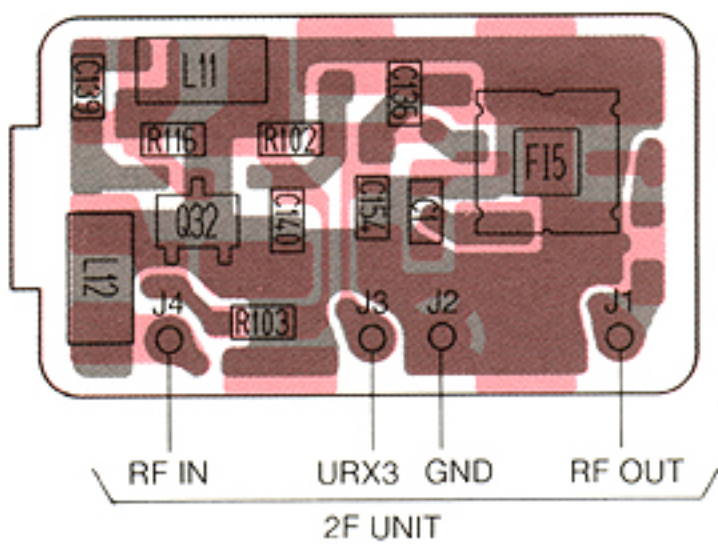 C139
L11
C136
R116
R102
FI5
Q32
C140
C154
C1
L12
J4
R103
J3
J2
J1
RF IN
URX3
GND
RF OUT
2F UNIT